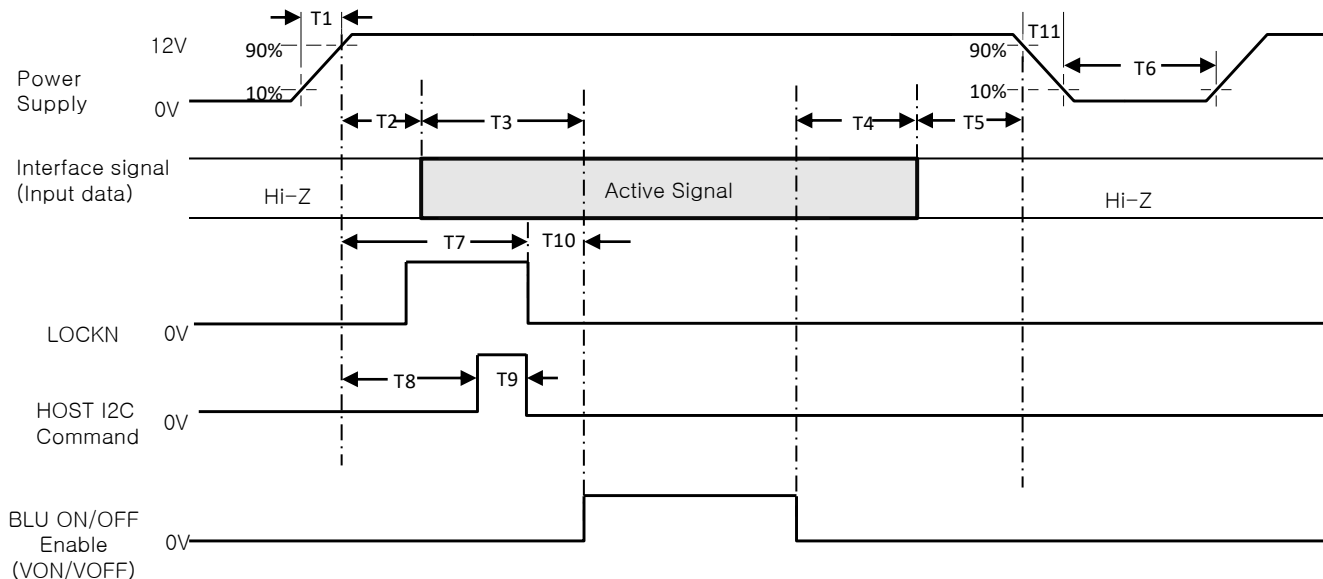 T1
T11
12V
90%
90%
T6
Power
Supply
10%
10%
0V
T2
T3
T4
T5
Interface signal
(Input data)
Active Signal
Hi-Z
Hi-Z
T7
T10
LOCKN
0V
T8
T9
HOST I2C
Command
0V
BLU ON/OFF
Enable
(VON/VOFF)
0V